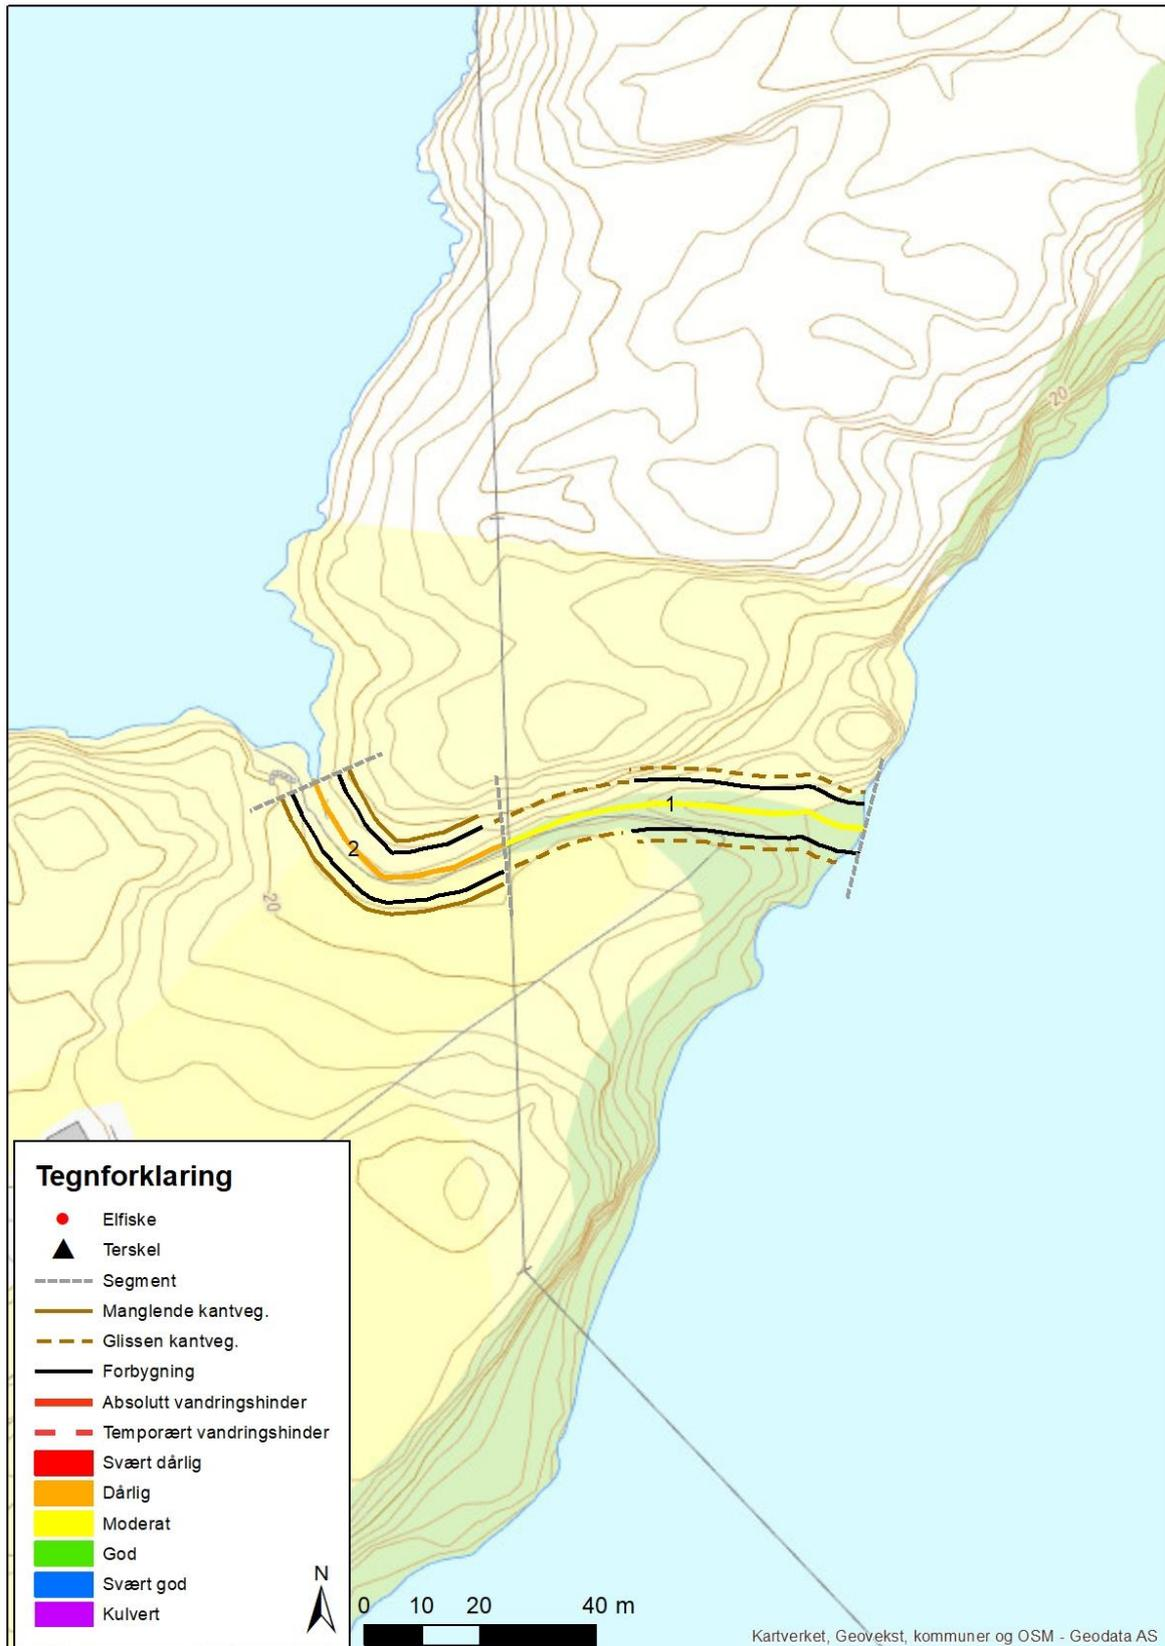 20
1
2
20
Tegnforklaring
Elfiske
Terskel
Segment
Manglende kantveg.
Glissen kantveg.
Forbygning
Absolutt vandringshinder
Temporært vandringshinder
Svært dårlig
Dårlig
Moderat
God
Svært god
Kulvert
N
0 10 20 40 m
Kartverket, Geovekst, kommuner og OSM - Geodata AS